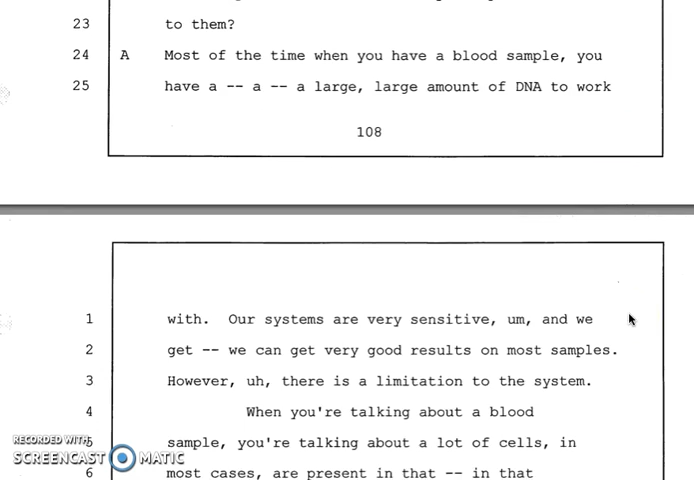 23 to them?
24 A Most of the time when you have a blood sample, you
25 have a -- a -- a large, large amount of DNA to work
108
1 with. Our systems are very sensitive, um, and we
2 get -- we can get very good results on most samples.
3 However, uh, there is a limitation to the system.
4 When you're talking about a blood
5 sample, you're talking about a lot of cells, in
6 most cases, are present in that -- in that
RECORDED WITH
SCREENCAST MATIC